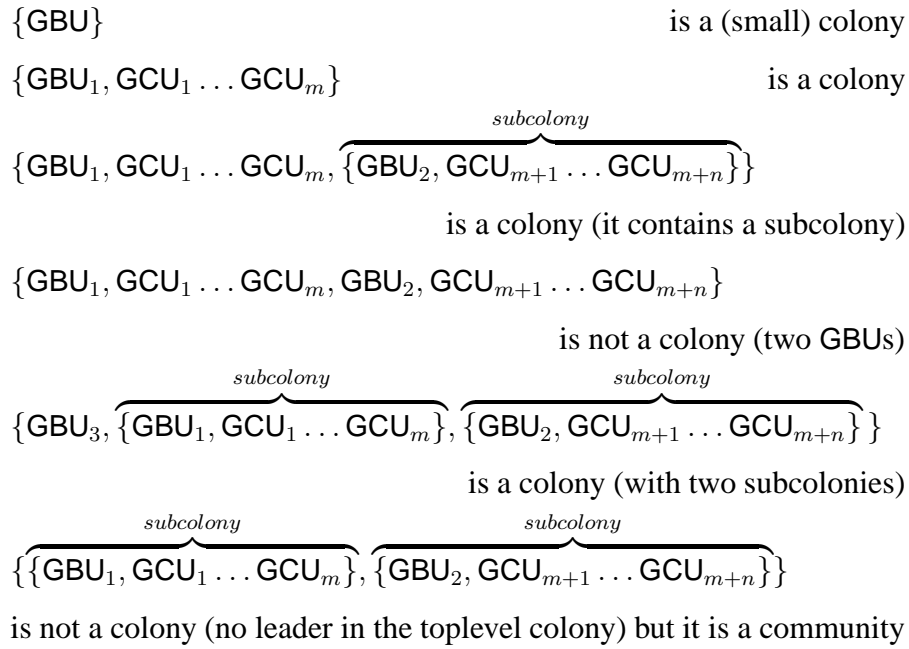 {GBU} is a (small) colony
{GBU₁, GCU₁ … GCUₘ} is a colony
subcolony
{GBU₁, GCU₁ … GCUₘ, {GBU₂, GCUₘ₊₁ … GCUₘ₊ₙ}}
is a colony (it contains a subcolony)
{GBU₁, GCU₁ … GCUₘ, GBU₂, GCUₘ₊₁ … GCUₘ₊ₙ}
is not a colony (two GBUs)
subcolony subcolony
{GBU₃, {GBU₁, GCU₁ … GCUₘ}, {GBU₂, GCUₘ₊₁ … GCUₘ₊ₙ} }
is a colony (with two subcolonies)
subcolony subcolony
{{GBU₁, GCU₁ … GCUₘ}, {GBU₂, GCUₘ₊₁ … GCUₘ₊ₙ}}
is not a colony (no leader in the toplevel colony) but it is a community